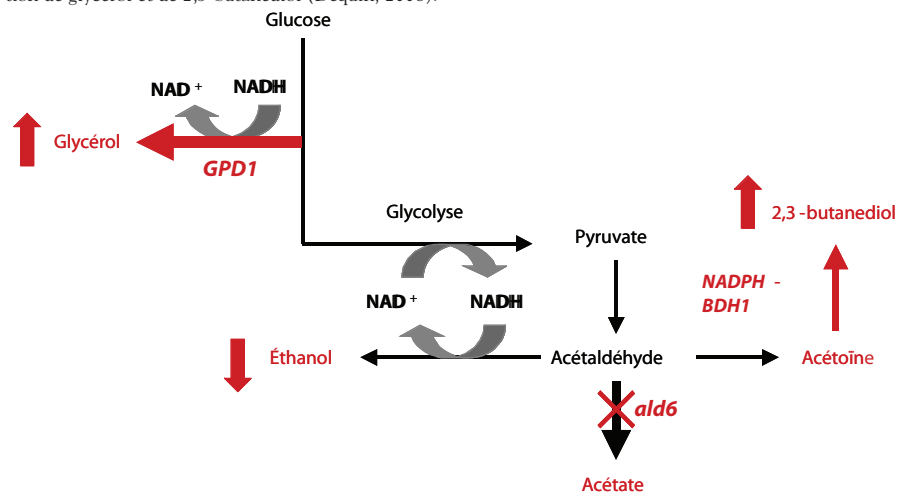 Glucose
NAD +
NADH
Glycérol
GPD1
Glycolyse
2,3 -butanediol
Pyruvate
NADPH -
BDH1
NAD +
NADH
Éthanol
Acétaldéhyde
Acétoïne
ald6
Acétate